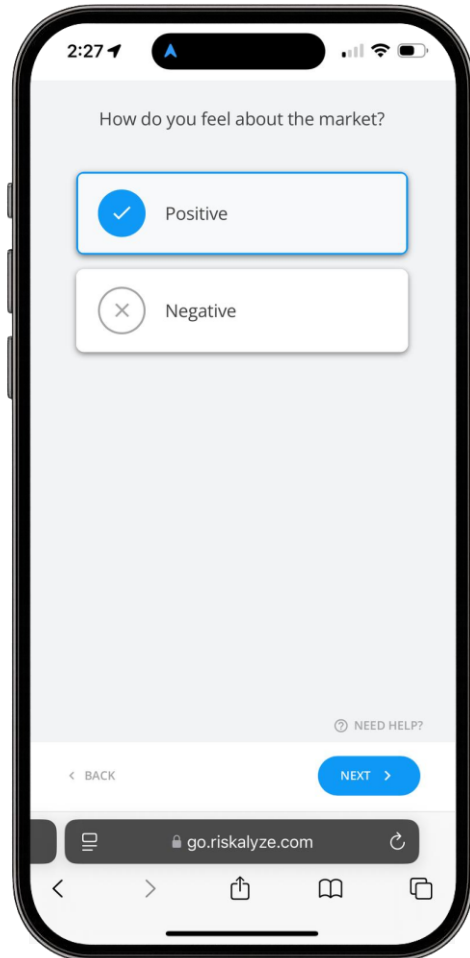 2:27
How do you feel about the market?
Positive
Negative
NEED HELP?
BACK
NEXT
go.riskalyze.com